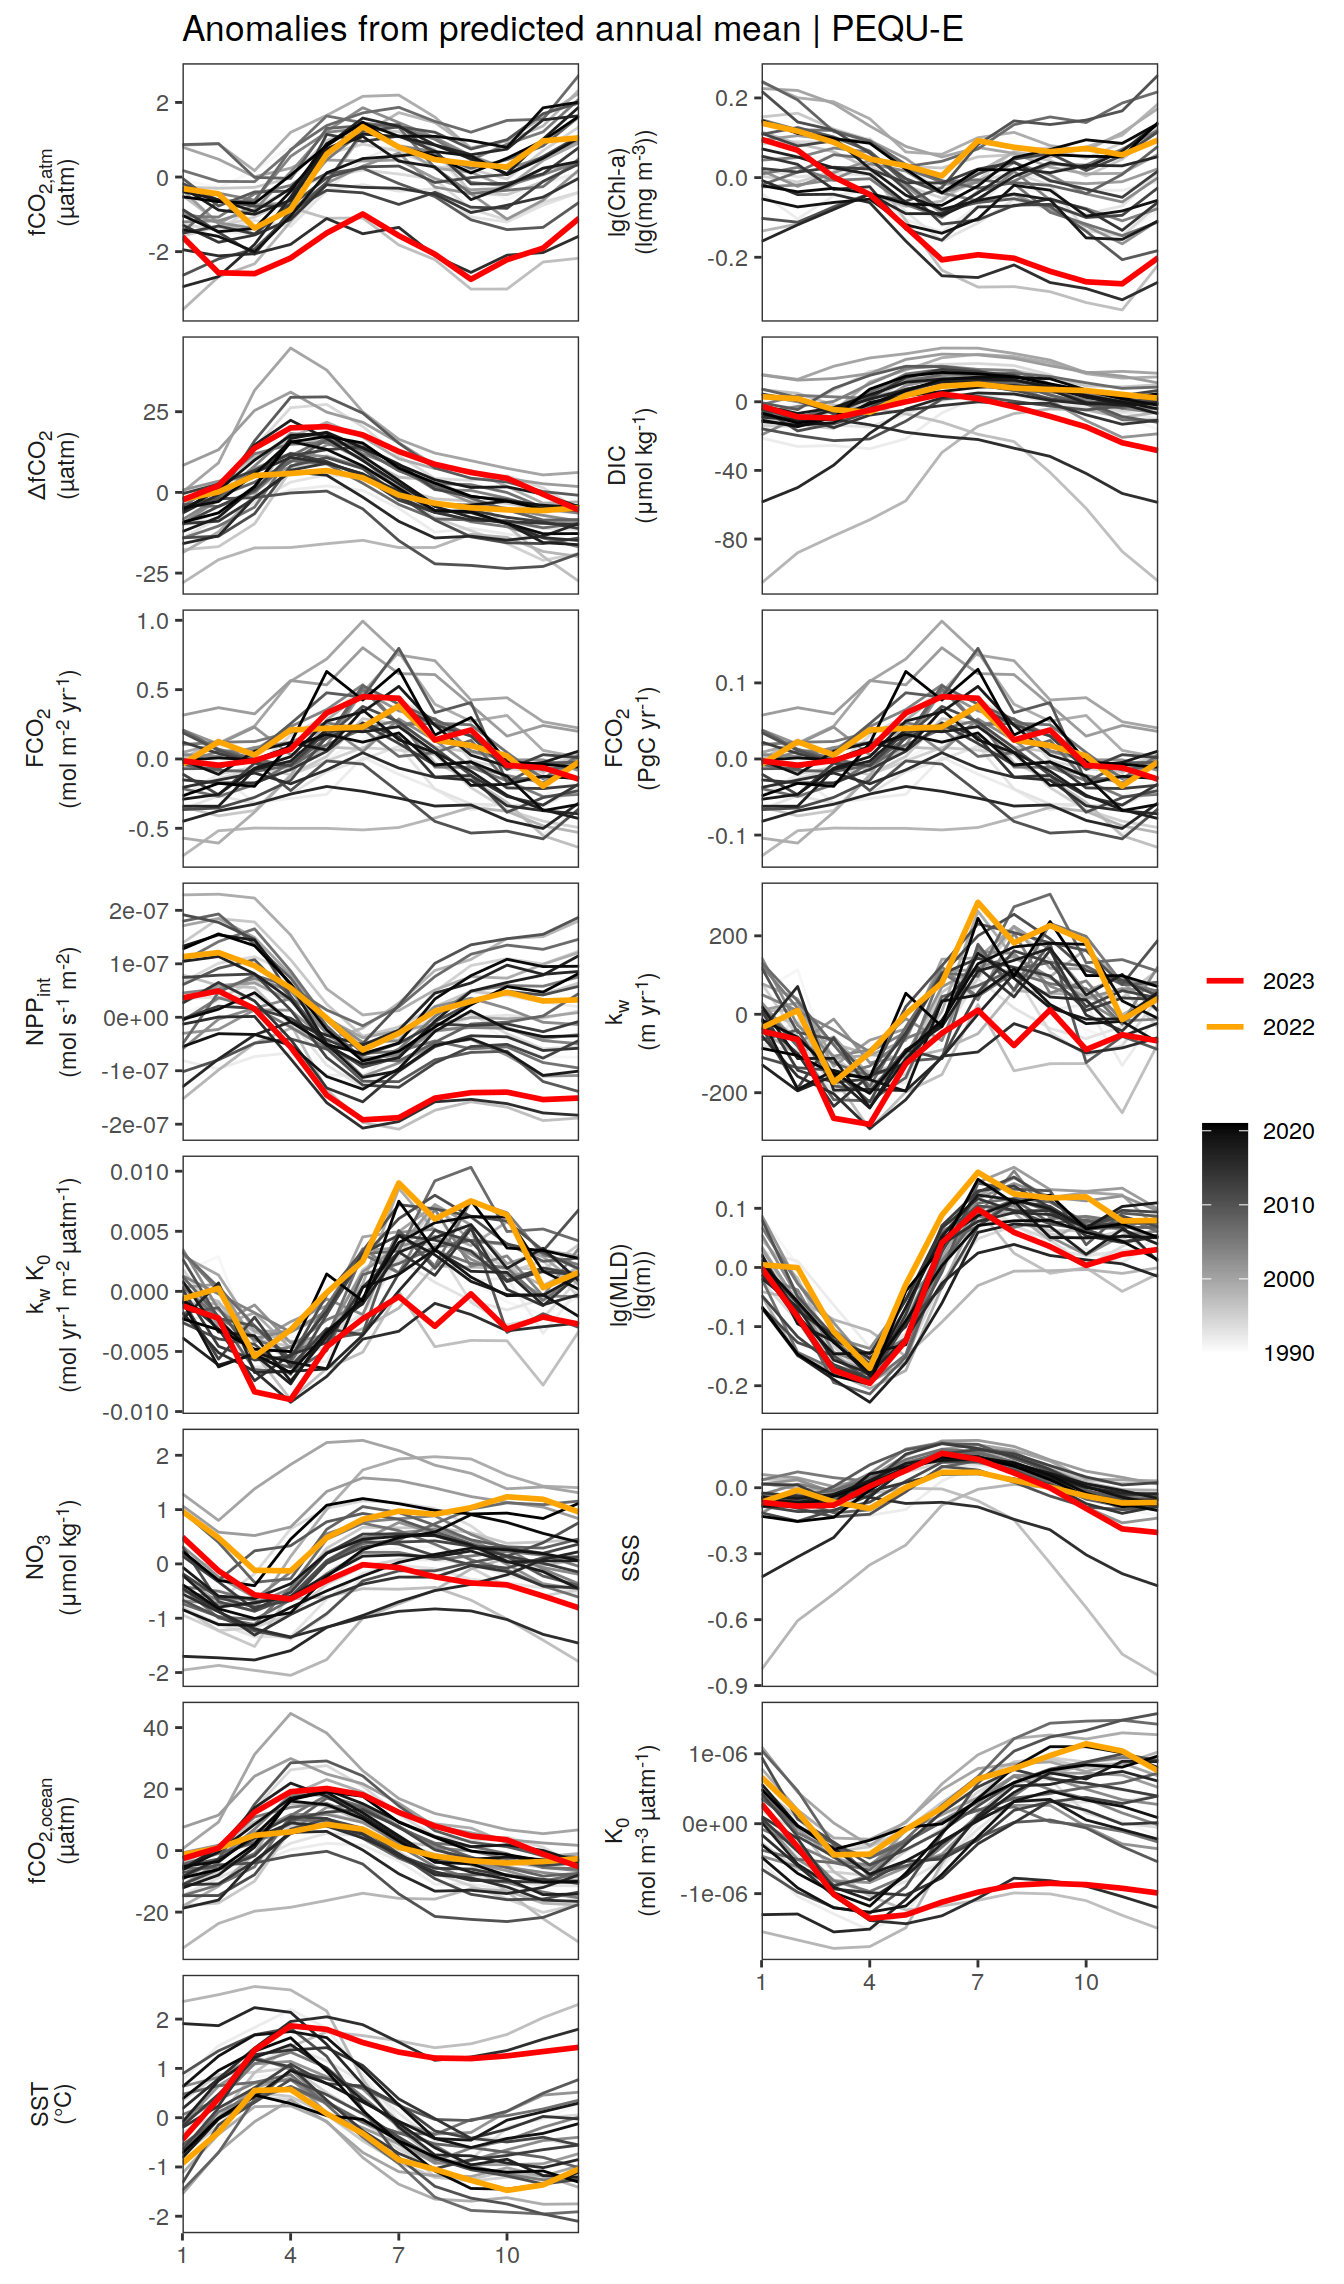 Anomalies from predicted annual mean | PEQU-E
fCO2,atm
(µatm)
2
0
-2
lg(Chl-a)
(lg(mg m-3))
0.2
0.0
-0.2
ΔfCO2
(µatm)
25
0
-25
DIC
(µmol kg-1)
0
-40
-80
FCO2
(mol m-2 yr-1)
1.0
0.5
0.0
-0.5
FCO2
(PgC yr-1)
0.1
0.0
-0.1
NPPint
(mol s-1 m-2)
2e-07
1e-07
0e+00
-1e-07
-2e-07
kw
(m yr-1)
200
0
-200
kw K0
(mol yr-1 m-2 µatm-1)
0.010
0.005
0.000
-0.005
-0.010
lg(MLD)
(lg(m))
0.1
0.0
-0.1
-0.2
NO3
(µmol kg-1)
2
1
0
-1
-2
SSS
0.0
-0.3
-0.6
-0.9
fCO2,ocean
(µatm)
40
20
0
-20
K0
(mol m-3 µatm-1)
1e-06
0e+00
-1e-06
1 4 7 10
SST
(°C)
2
1
0
-1
-2
1 4 7 10
2023
2022
2020
2010
2000
1990